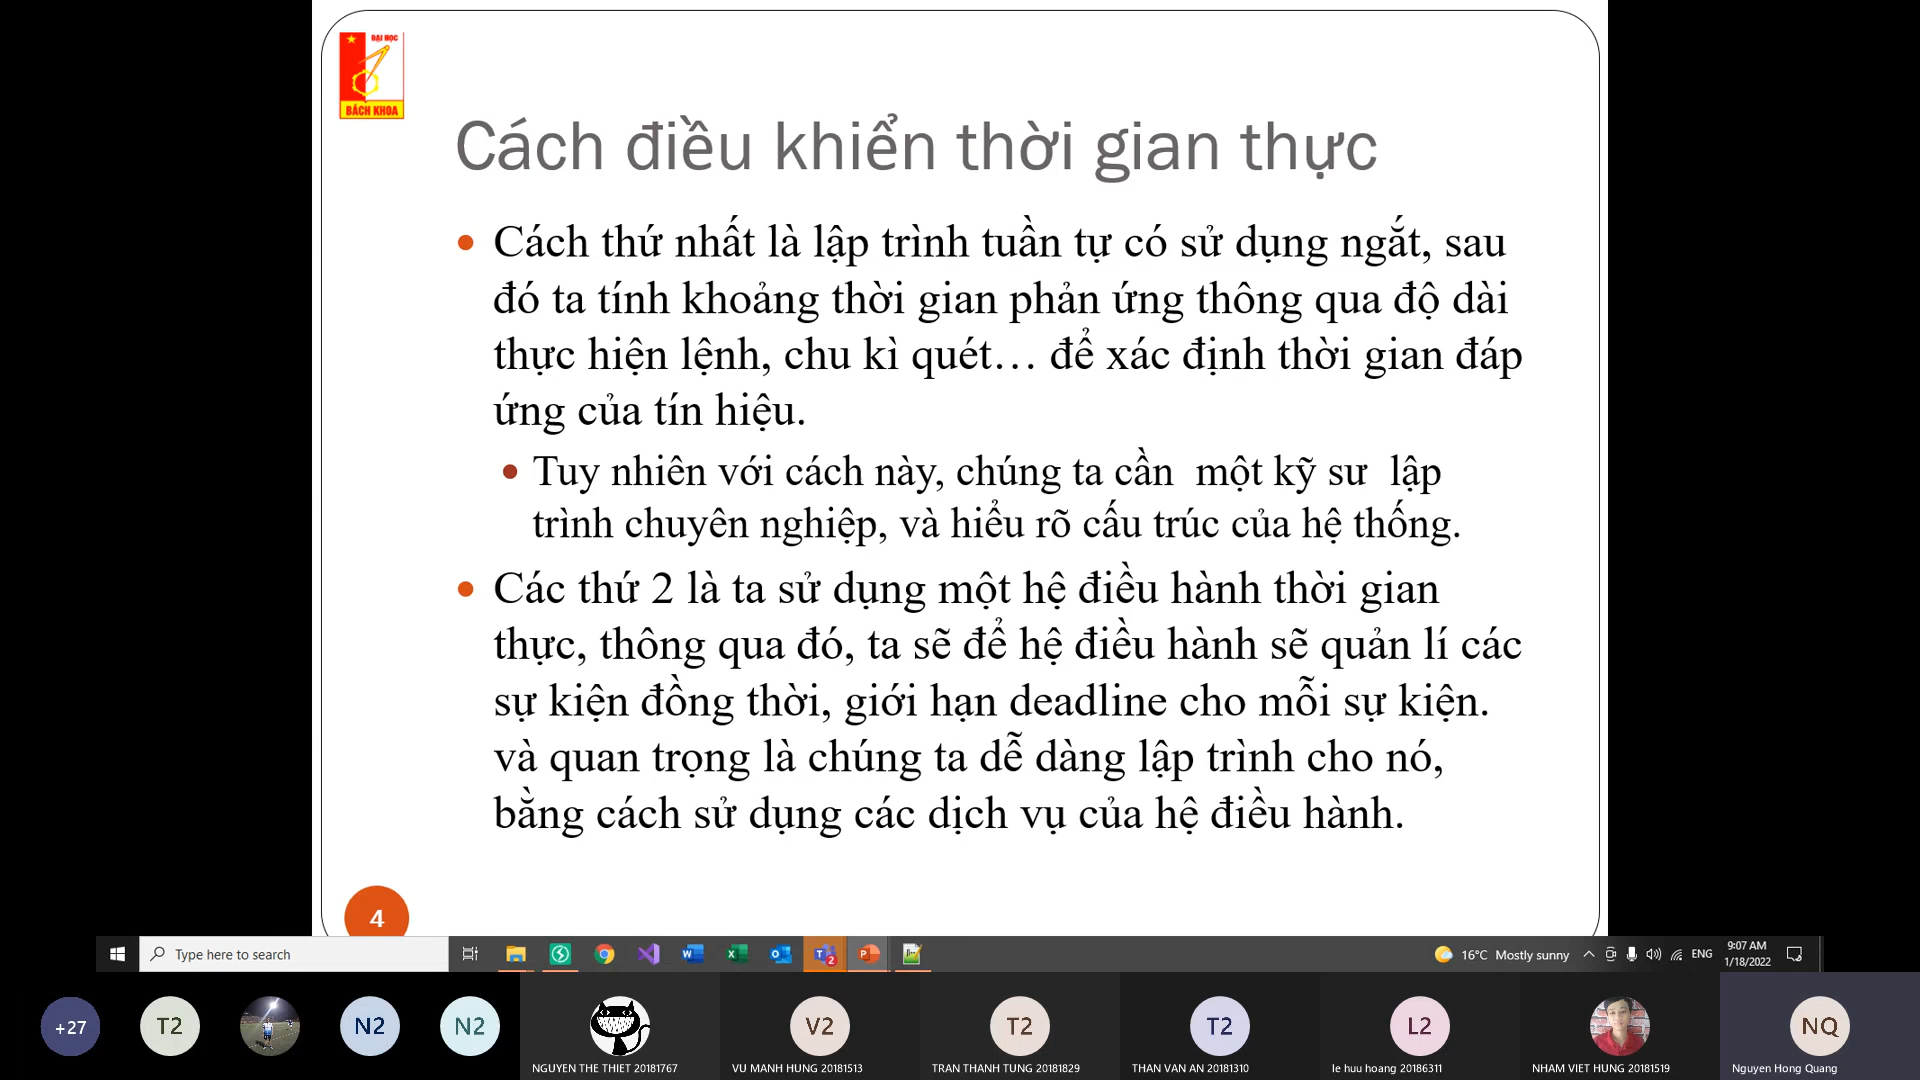 ĐẠI HỌC
BÁCH KHOA
Cách điều khiển thời gian thực
Cách thứ nhất là lập trình tuần tự có sử dụng ngắt, sau
đó ta tính khoảng thời gian phản ứng thông qua độ dài
thực hiện lệnh, chu kì quét… để xác định thời gian đáp
ứng của tín hiệu.
Tuy nhiên với cách này, chúng ta cần một kỹ sư lập
trình chuyên nghiệp, và hiểu rõ cấu trúc của hệ thống.
Các thứ 2 là ta sử dụng một hệ điều hành thời gian
thực, thông qua đó, ta sẽ để hệ điều hành sẽ quản lí các
sự kiện đồng thời, giới hạn deadline cho mỗi sự kiện.
và quan trọng là chúng ta dễ dàng lập trình cho nó,
bằng cách sử dụng các dịch vụ của hệ điều hành.
4
Type here to search
16°C Mostly sunny
ENG
9:07 AM
1/18/2022
+27
T2
N2
N2
V2
T2
T2
L2
NQ
NGUYEN THE THIET 20181767
VU MANH HUNG 20181513
TRAN THANH TUNG 20181829
THAN VAN AN 20181310
le huu hoang 20186311
NHAM VIET HUNG 20181519
Nguyen Hong Quang